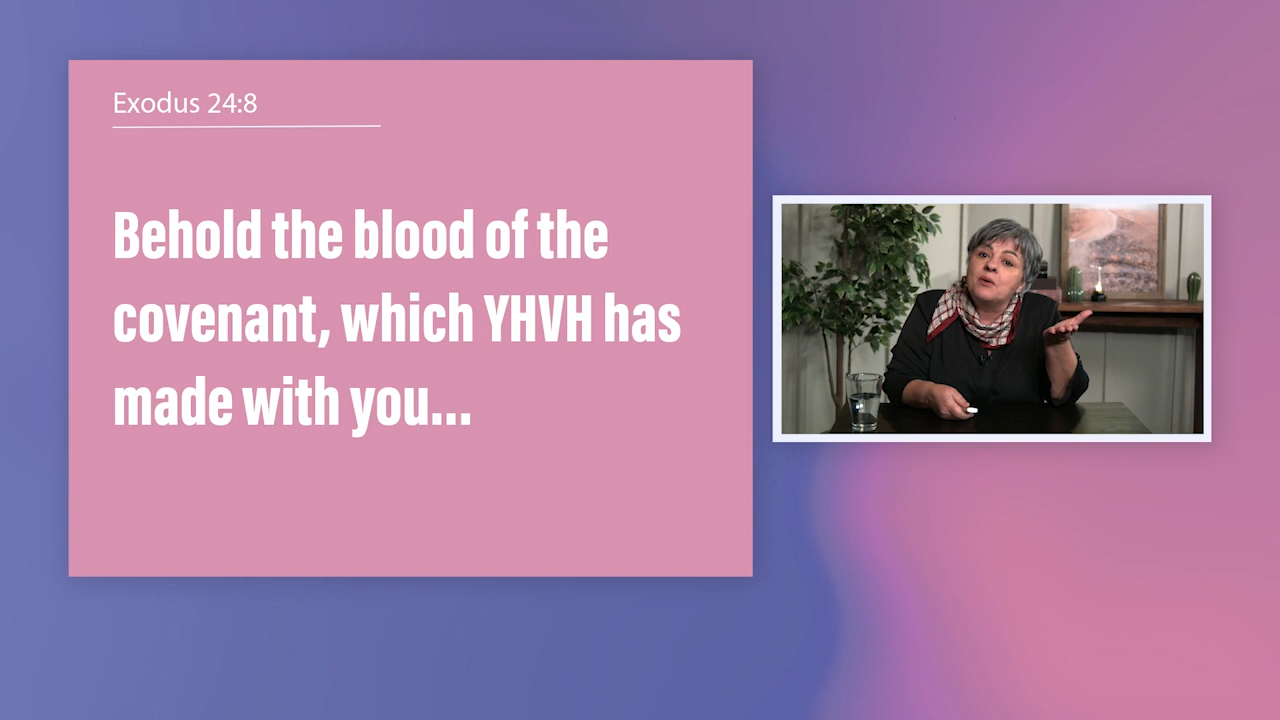 Exodus 24:8
Behold the blood of the
covenant, which YHVH has
made with you...